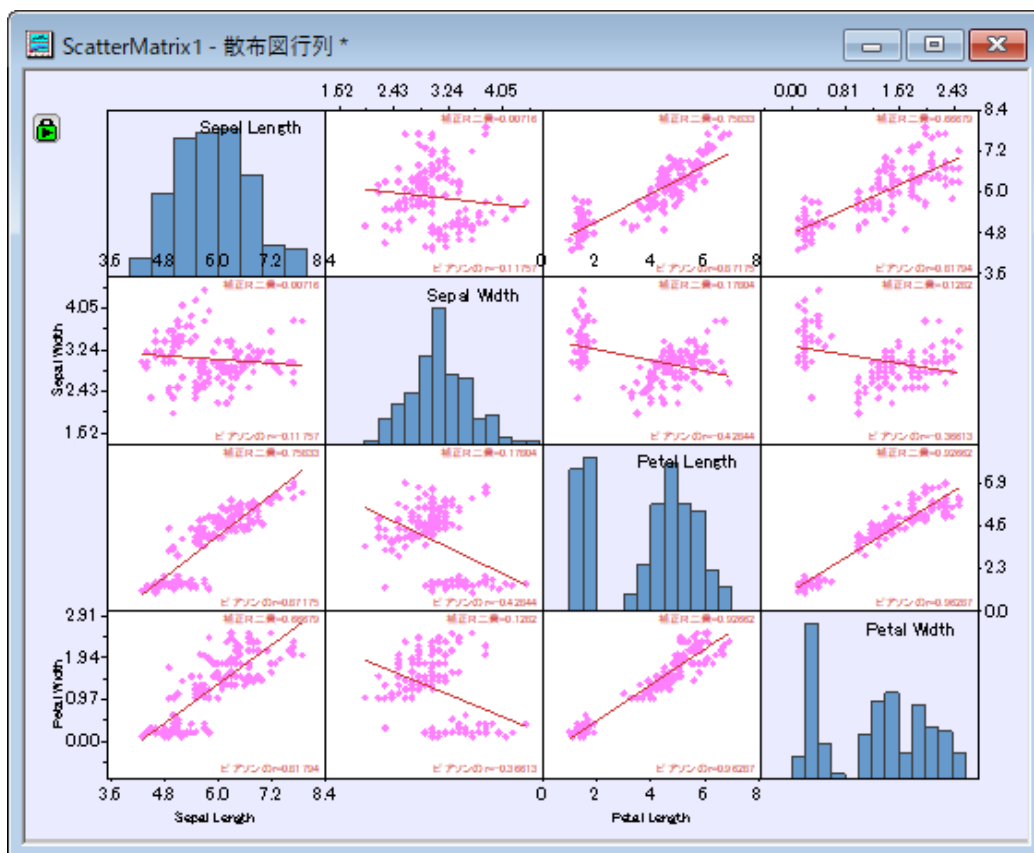 ScatterMatrix1 - 散布図行列 *
1.62 2.43 3.24 4.05 0.00 0.81 1.62 2.43
Sepal Length
補正R二乗=0.00716
補正R二乗=0.75633
補正R二乗=0.66679
8.4
7.2
6.0
4.8
3.6
3.6 4.8 6.0 7.2 8.4 0 2 4 6 8
ピアソンのr=-0.11757
ピアソンのr=0.87175
ピアソンのr=0.81794
補正R二乗=0.00716
Sepal Width
補正R二乗=0.17804
補正R二乗=0.1282
Sepal Width
4.05
3.24
2.43
1.62
ピアソンのr=-0.11757
ピアソンのr=-0.42844
ピアソンのr=-0.36613
補正R二乗=0.75633
補正R二乗=0.17804
Petal Length
補正R二乗=0.92662
6.9
4.6
2.3
0.0
ピアソンのr=0.87175
ピアソンのr=-0.42844
ピアソンのr=0.96287
補正R二乗=0.66679
補正R二乗=0.1282
補正R二乗=0.92662
Petal Width
Petal Width
2.91
1.94
0.97
0.00
ピアソンのr=0.81794
ピアソンのr=-0.36613
ピアソンのr=0.96287
3.6 4.8 6.0 7.2 8.4 0 2 4 6 8
Sepal Length
Petal Length